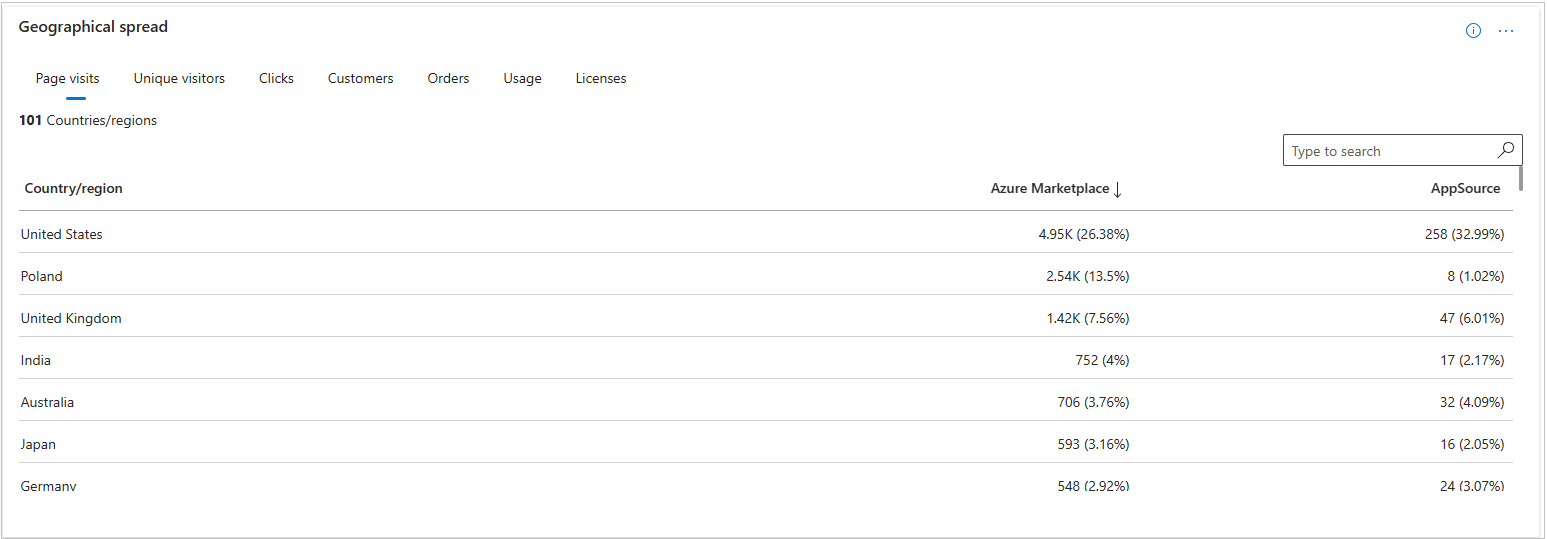 Geographical spread
Page visits Unique visitors Clicks Customers Orders Usage Licenses
101 Countries/regions
Type to search
Country/region Azure Marketplace ↓ AppSource
United States 4.95K (26.38%) 258 (32.99%)
Poland 2.54K (13.5%) 8 (1.02%)
United Kingdom 1.42K (7.56%) 47 (6.01%)
India 752 (4%) 17 (2.17%)
Australia 706 (3.76%) 32 (4.09%)
Japan 593 (3.16%) 16 (2.05%)
Germany 548 (2.92%) 24 (3.07%)